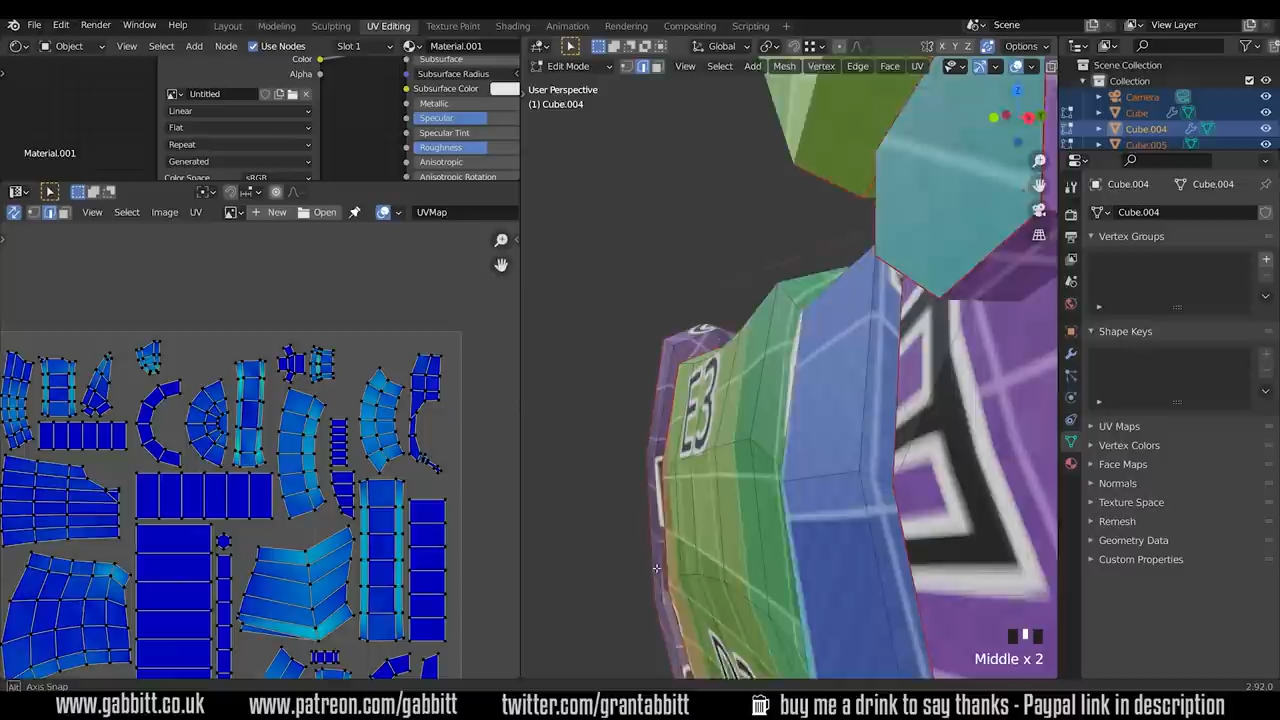 File Edit Render Window Help Layout Modeling Sculpting UV Editing Texture Paint Shading Animation Rendering Compositing Scripting + Scene View Layer
Object View Select Add Node Use Nodes Slot 1 Material.001 Global X Y Z Options
Color Subsurface Edit Mode View Select Add Mesh Vertex Edge Face UV Scene Collection
Alpha Subsurface Radius Collection
Untitled Subsurface Color User Perspective Camera
Linear Metallic (1) Cube.004 Cube
Flat Specular Cube.004
Repeat Specular Tint Cube.005
Material.001 Roughness
Generated Anisotropic
Color Space sRGB Anisotropic Rotation
Cube.004 Cube.004
View Select Image UV New Open UVMap Cube.004
Vertex Groups
Shape Keys
E3
UV Maps
Vertex Colors
Face Maps
Normals
Texture Space
Remesh
Geometry Data
Custom Properties
Middle x 2
Alt Axis Snap 2.92.0
www.gabbitt.co.uk www.patreon.com/gabbitt twitter.com/grantabbitt buy me a drink to say thanks - Paypal link in description